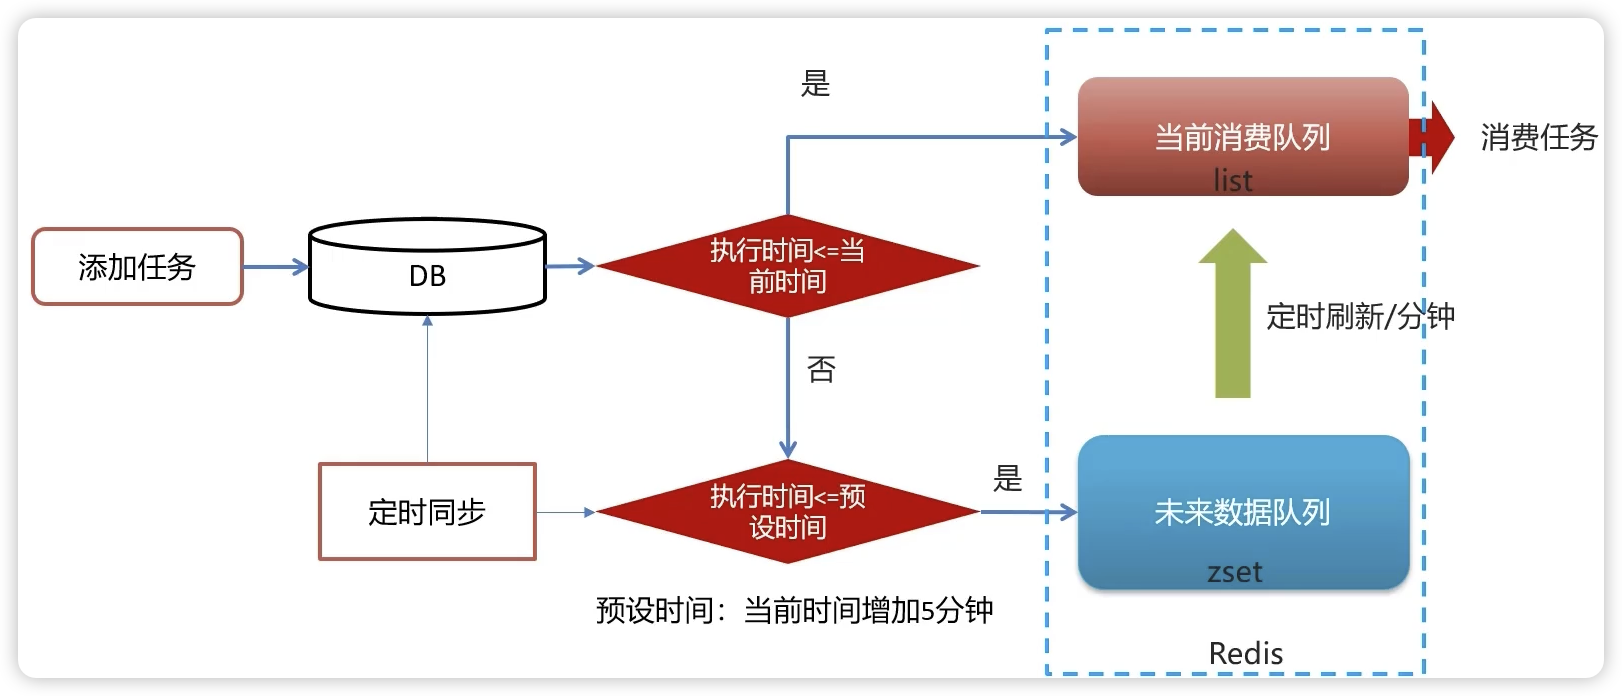 是
当前消费队列
list
消费任务
添加任务
DB
执行时间<=当
前时间
定时刷新/分钟
否
定时同步
执行时间<=预
设时间
是
未来数据队列
zset
预设时间：当前时间增加5分钟
Redis